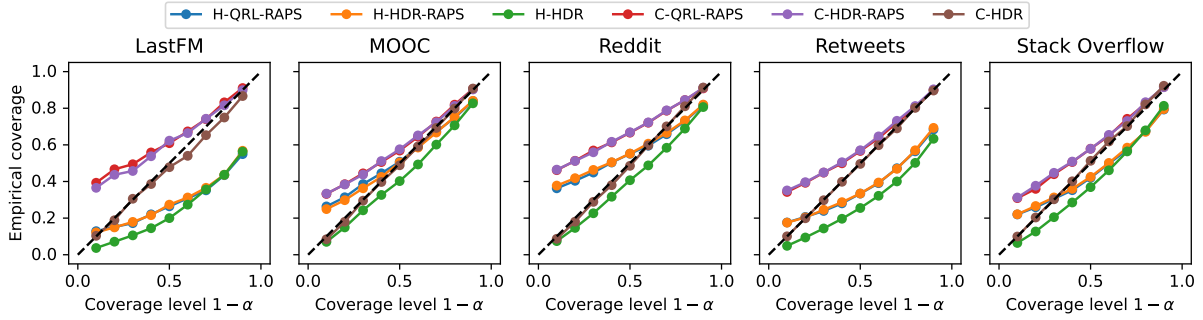 H-QRL-RAPS H-HDR-RAPS H-HDR C-QRL-RAPS C-HDR-RAPS C-HDR
LastFM MOOC Reddit Retweets Stack Overflow
Empirical coverage
1.0
0.8
0.6
0.4
0.2
0.0
0.0 0.5 1.0 0.0 0.5 1.0 0.0 0.5 1.0 0.0 0.5 1.0 0.0 0.5 1.0
Coverage level 1 − α Coverage level 1 − α Coverage level 1 − α Coverage level 1 − α Coverage level 1 − α